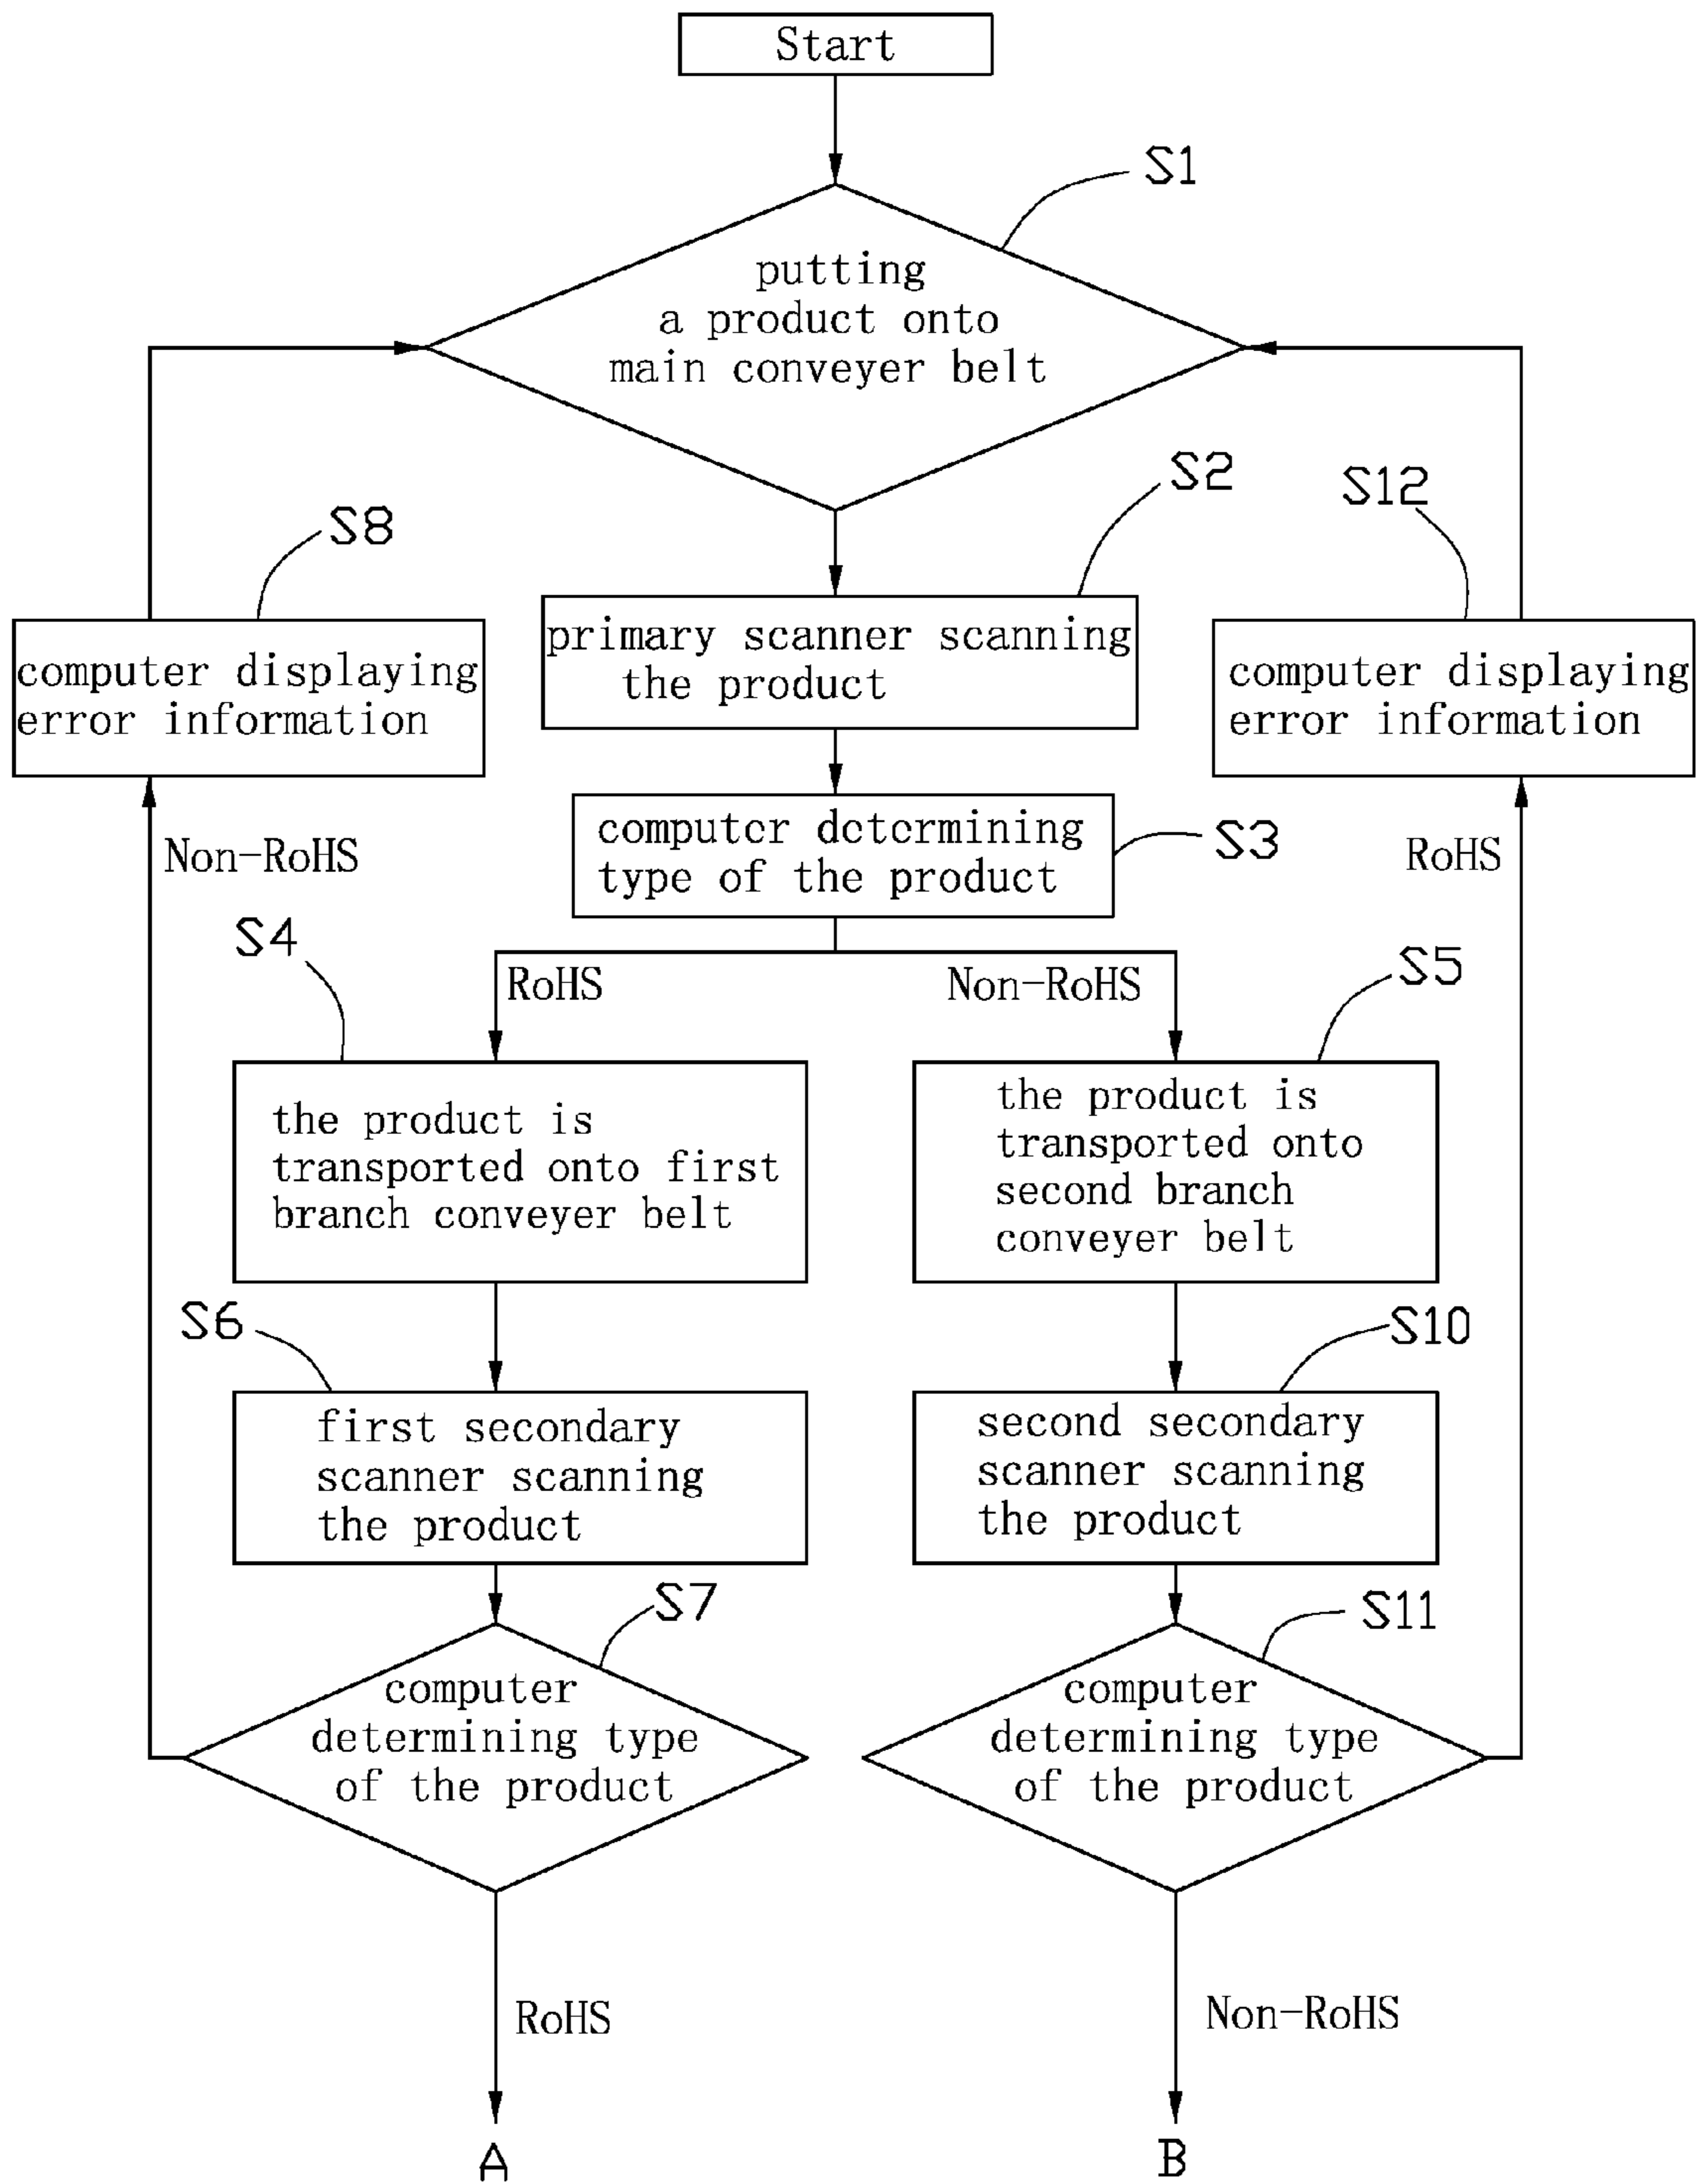 Start
S1
putting
a product onto
main conveyer belt
S2
S12
S8
primary scanner scanning
the product
computer displaying
error information
computer displaying
error information
computer determining
type of the product
S3
Non-RoHS
RoHS
S4
RoHS
Non-RoHS
S5
the product is
transported onto first
branch conveyer belt
the product is
transported onto
second branch
conveyer belt
S6
S10
first secondary
scanner scanning
the product
second secondary
scanner scanning
the product
S7
S11
computer
determining type
of the product
computer
determining type
of the product
RoHS
Non-RoHS
A
B